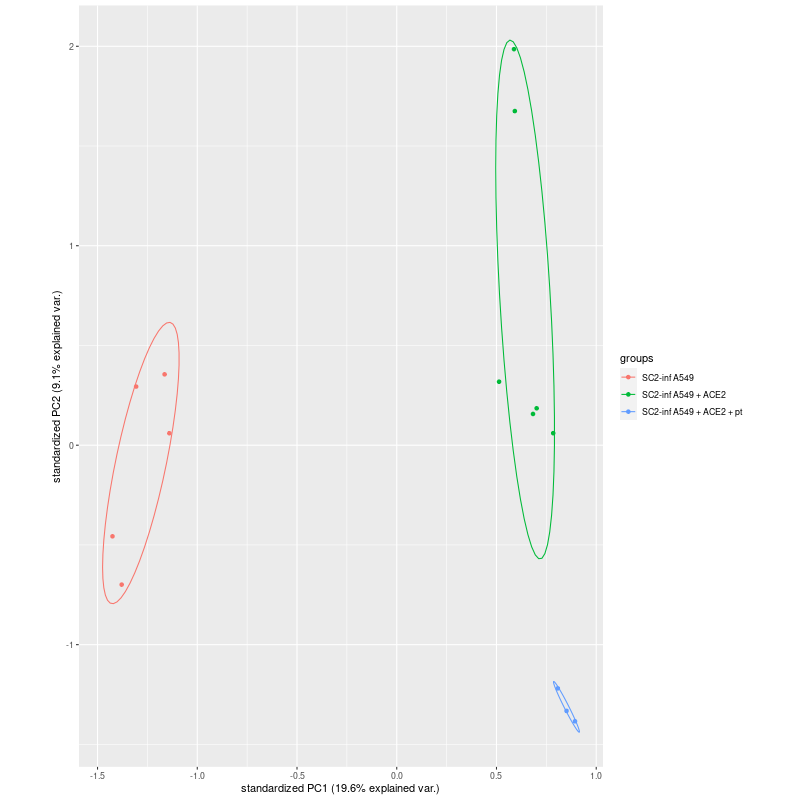 2
1
0
-1
standardized PC2 (9.1% explained var.)
-1.5
-1.0
-0.5
0.0
0.5
1.0
standardized PC1 (19.6% explained var.)
groups
SC2-inf A549
SC2-inf A549 + ACE2
SC2-inf A549 + ACE2 + pt